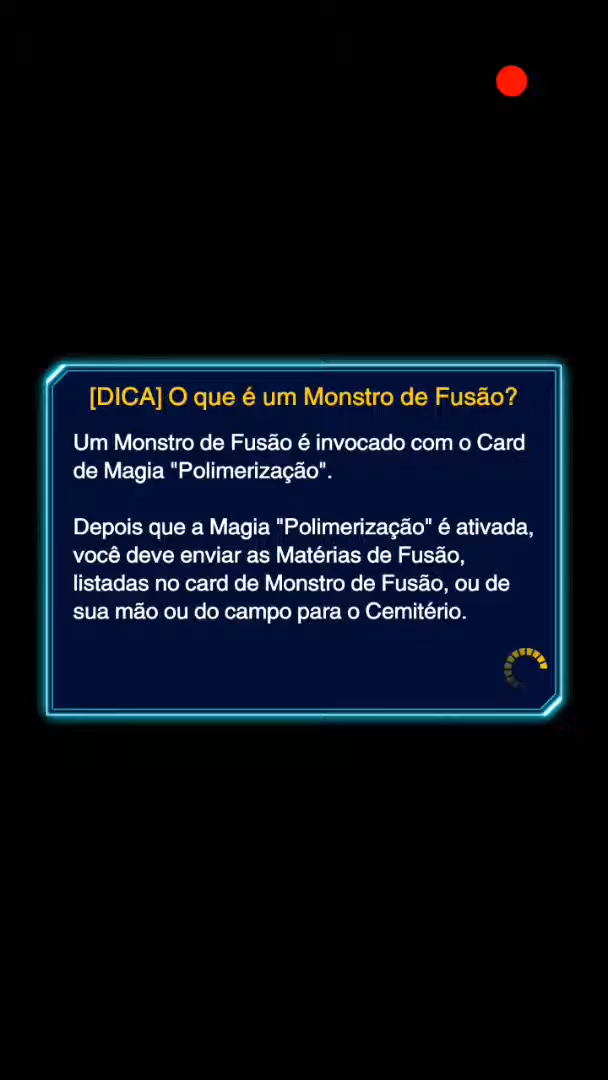 [DICA] O que é um Monstro de Fusão?
Um Monstro de Fusão é invocado com o Card
de Magia "Polimerização".
Depois que a Magia "Polimerização" é ativada,
você deve enviar as Matérias de Fusão,
listadas no card de Monstro de Fusão, ou de
sua mão ou do campo para o Cemitério.